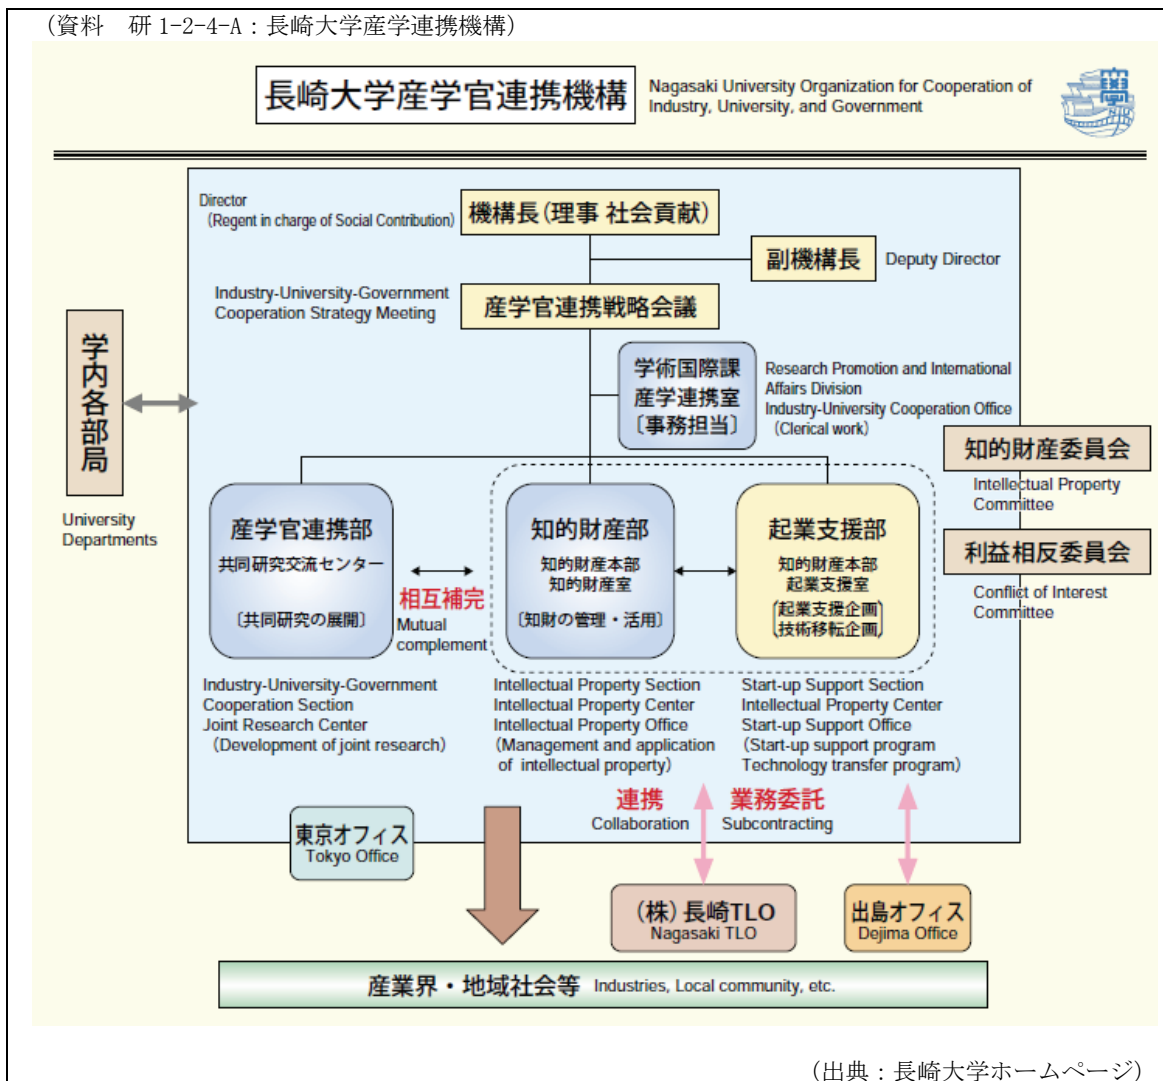 (資料　研 1-2-4-A：長崎大学産学連携機構)
長崎大学産学官連携機構
Nagasaki University Organization for Cooperation of
Industry, University, and Government
Director
(Regent in charge of Social Contribution)
機構長(理事 社会貢献)
副機構長
Deputy Director
Industry-University-Government
Cooperation Strategy Meeting
産学官連携戦略会議
学内各部局
University
Departments
学術国際課
産学連携室
〔事務担当〕
Research Promotion and International
Affairs Division
Industry-University Cooperation Office
(Clerical work)
知的財産委員会
Intellectual Property
Committee
利益相反委員会
Conflict of Interest
Committee
産学官連携部
共同研究交流センター
〔共同研究の展開〕
相互補完
Mutual
complement
知的財産部
知的財産本部
知的財産室
〔知財の管理・活用〕
起業支援部
知的財産本部
起業支援室
〔起業支援企画
技術移転企画〕
Industry-University-Government
Cooperation Section
Joint Research Center
(Development of joint research)
Intellectual Property Section
Intellectual Property Center
Intellectual Property Office
(Management and application
of intellectual property)
Start-up Support Section
Intellectual Property Center
Start-up Support Office
(Start-up support program
Technology transfer program)
連携
Collaboration
業務委託
Subcontracting
東京オフィス
Tokyo Office
(株)長崎TLO
Nagasaki TLO
出島オフィス
Dejima Office
産業界・地域社会等 Industries, Local community, etc.
(出典：長崎大学ホームページ)